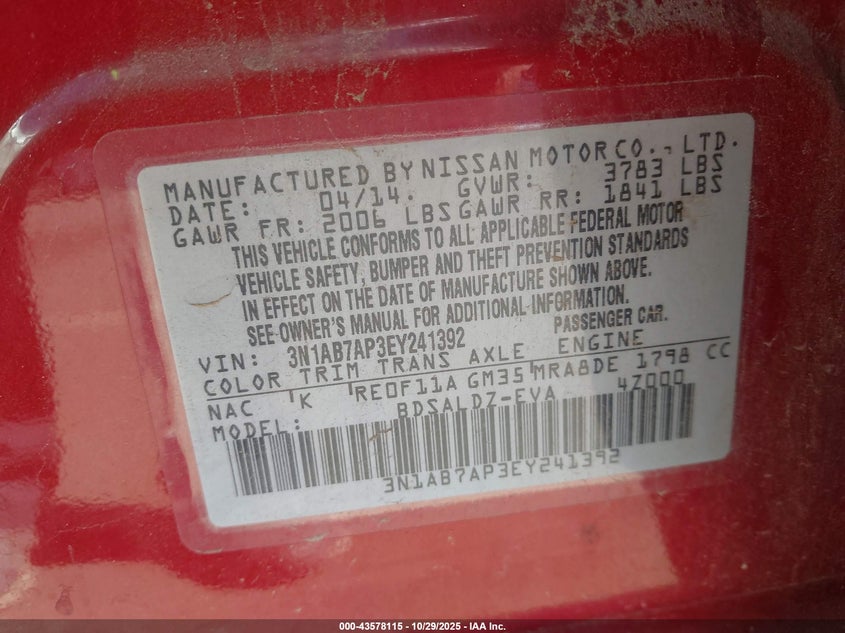 MANUFACTURED BY NISSAN MOTOR CO., LTD.
DATE: 04/14. GVWR: 3783 LBS
GAWR FR: 2006 LBS GAWR RR: 1841 LBS
THIS VEHICLE CONFORMS TO ALL APPLICABLE FEDERAL MOTOR
VEHICLE SAFETY, BUMPER AND THEFT PREVENTION STANDARDS
IN EFFECT ON THE DATE OF MANUFACTURE SHOWN ABOVE.
SEE OWNER'S MANUAL FOR ADDITIONAL INFORMATION.
VIN: 3N1AB7AP3EY241392 PASSENGER CAR.
COLOR TRIM TRANS AXLE ENGINE
NAC K RE0F11A GM35 MRA8DE 1798 CC
MODEL: BDSALDZ-EVA 4Z000
3N1AB7AP3EY241392
000-43578115 | 10/29/2025 - IAA Inc.